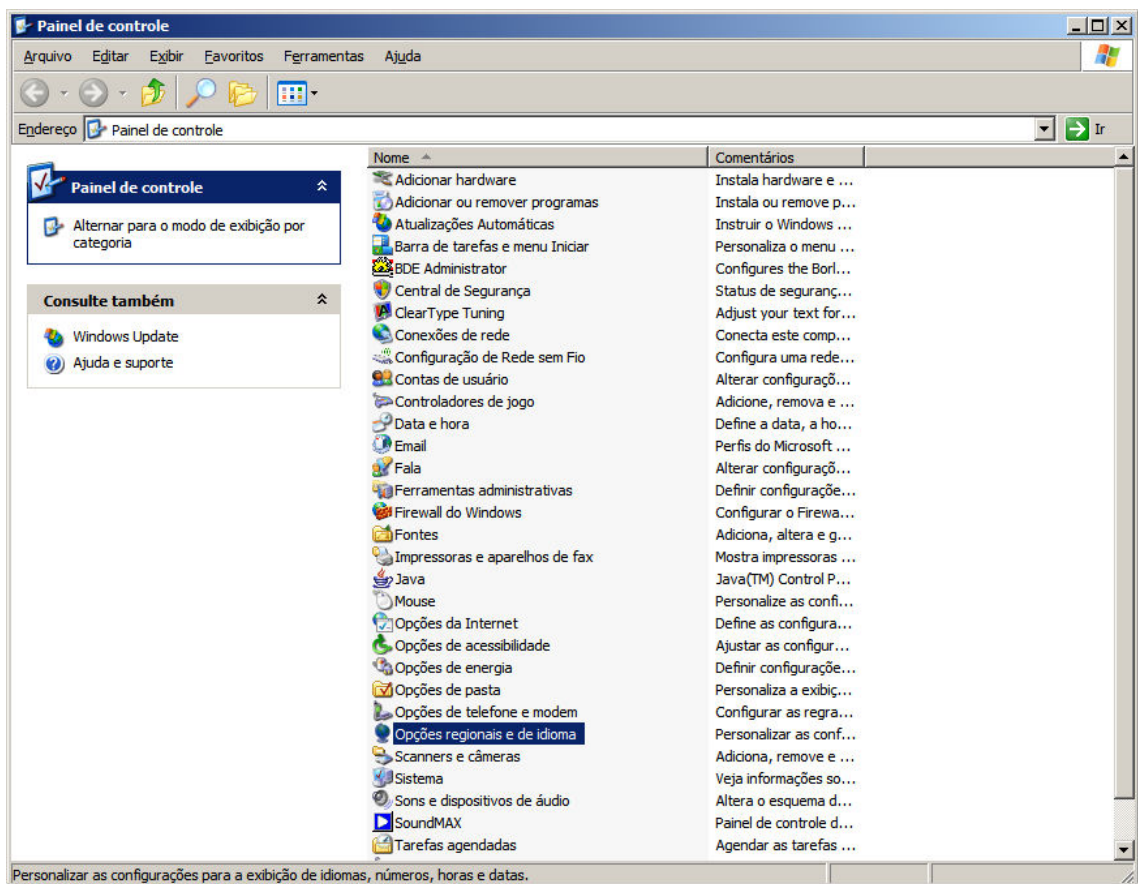 Painel de controle
Arquivo Editar Exibir Favoritos Ferramentas Ajuda
Endereço Painel de controle Ir
Painel de controle
Alternar para o modo de exibição por
categoria
Consulte também
Windows Update
Ajuda e suporte
Nome Comentários
Adicionar hardware Instala hardware e ...
Adicionar ou remover programas Instala ou remove p...
Atualizações Automáticas Instruir o Windows ...
Barra de tarefas e menu Iniciar Personaliza o menu ...
BDE Administrator Configures the Borl...
Central de Segurança Status de seguranç...
ClearType Tuning Adjust your text for...
Conexões de rede Conecta este comp...
Configuração de Rede sem Fio Configura uma rede...
Contas de usuário Alterar configuraçõ...
Controladores de jogo Adicione, remova e ...
Data e hora Define a data, a ho...
Email Perfis do Microsoft ...
Fala Alterar configuraçõ...
Ferramentas administrativas Definir configuraçõe...
Firewall do Windows Configurar o Firewa...
Fontes Adiciona, altera e g...
Impressoras e aparelhos de fax Mostra impressoras ...
Java Java(TM) Control P...
Mouse Personalize as confi...
Opções da Internet Define as configura...
Opções de acessibilidade Ajustar as configur...
Opções de energia Definir configuraçõe...
Opções de pasta Personaliza a exibiç...
Opções de telefone e modem Configurar as regra...
Opções regionais e de idioma Personalizar as conf...
Scanners e câmeras Adiciona, remove e ...
Sistema Veja informações so...
Sons e dispositivos de áudio Altera o esquema d...
SoundMAX Painel de controle d...
Tarefas agendadas Agendar as tarefas ...
Personalizar as configurações para a exibição de idiomas, números, horas e datas.